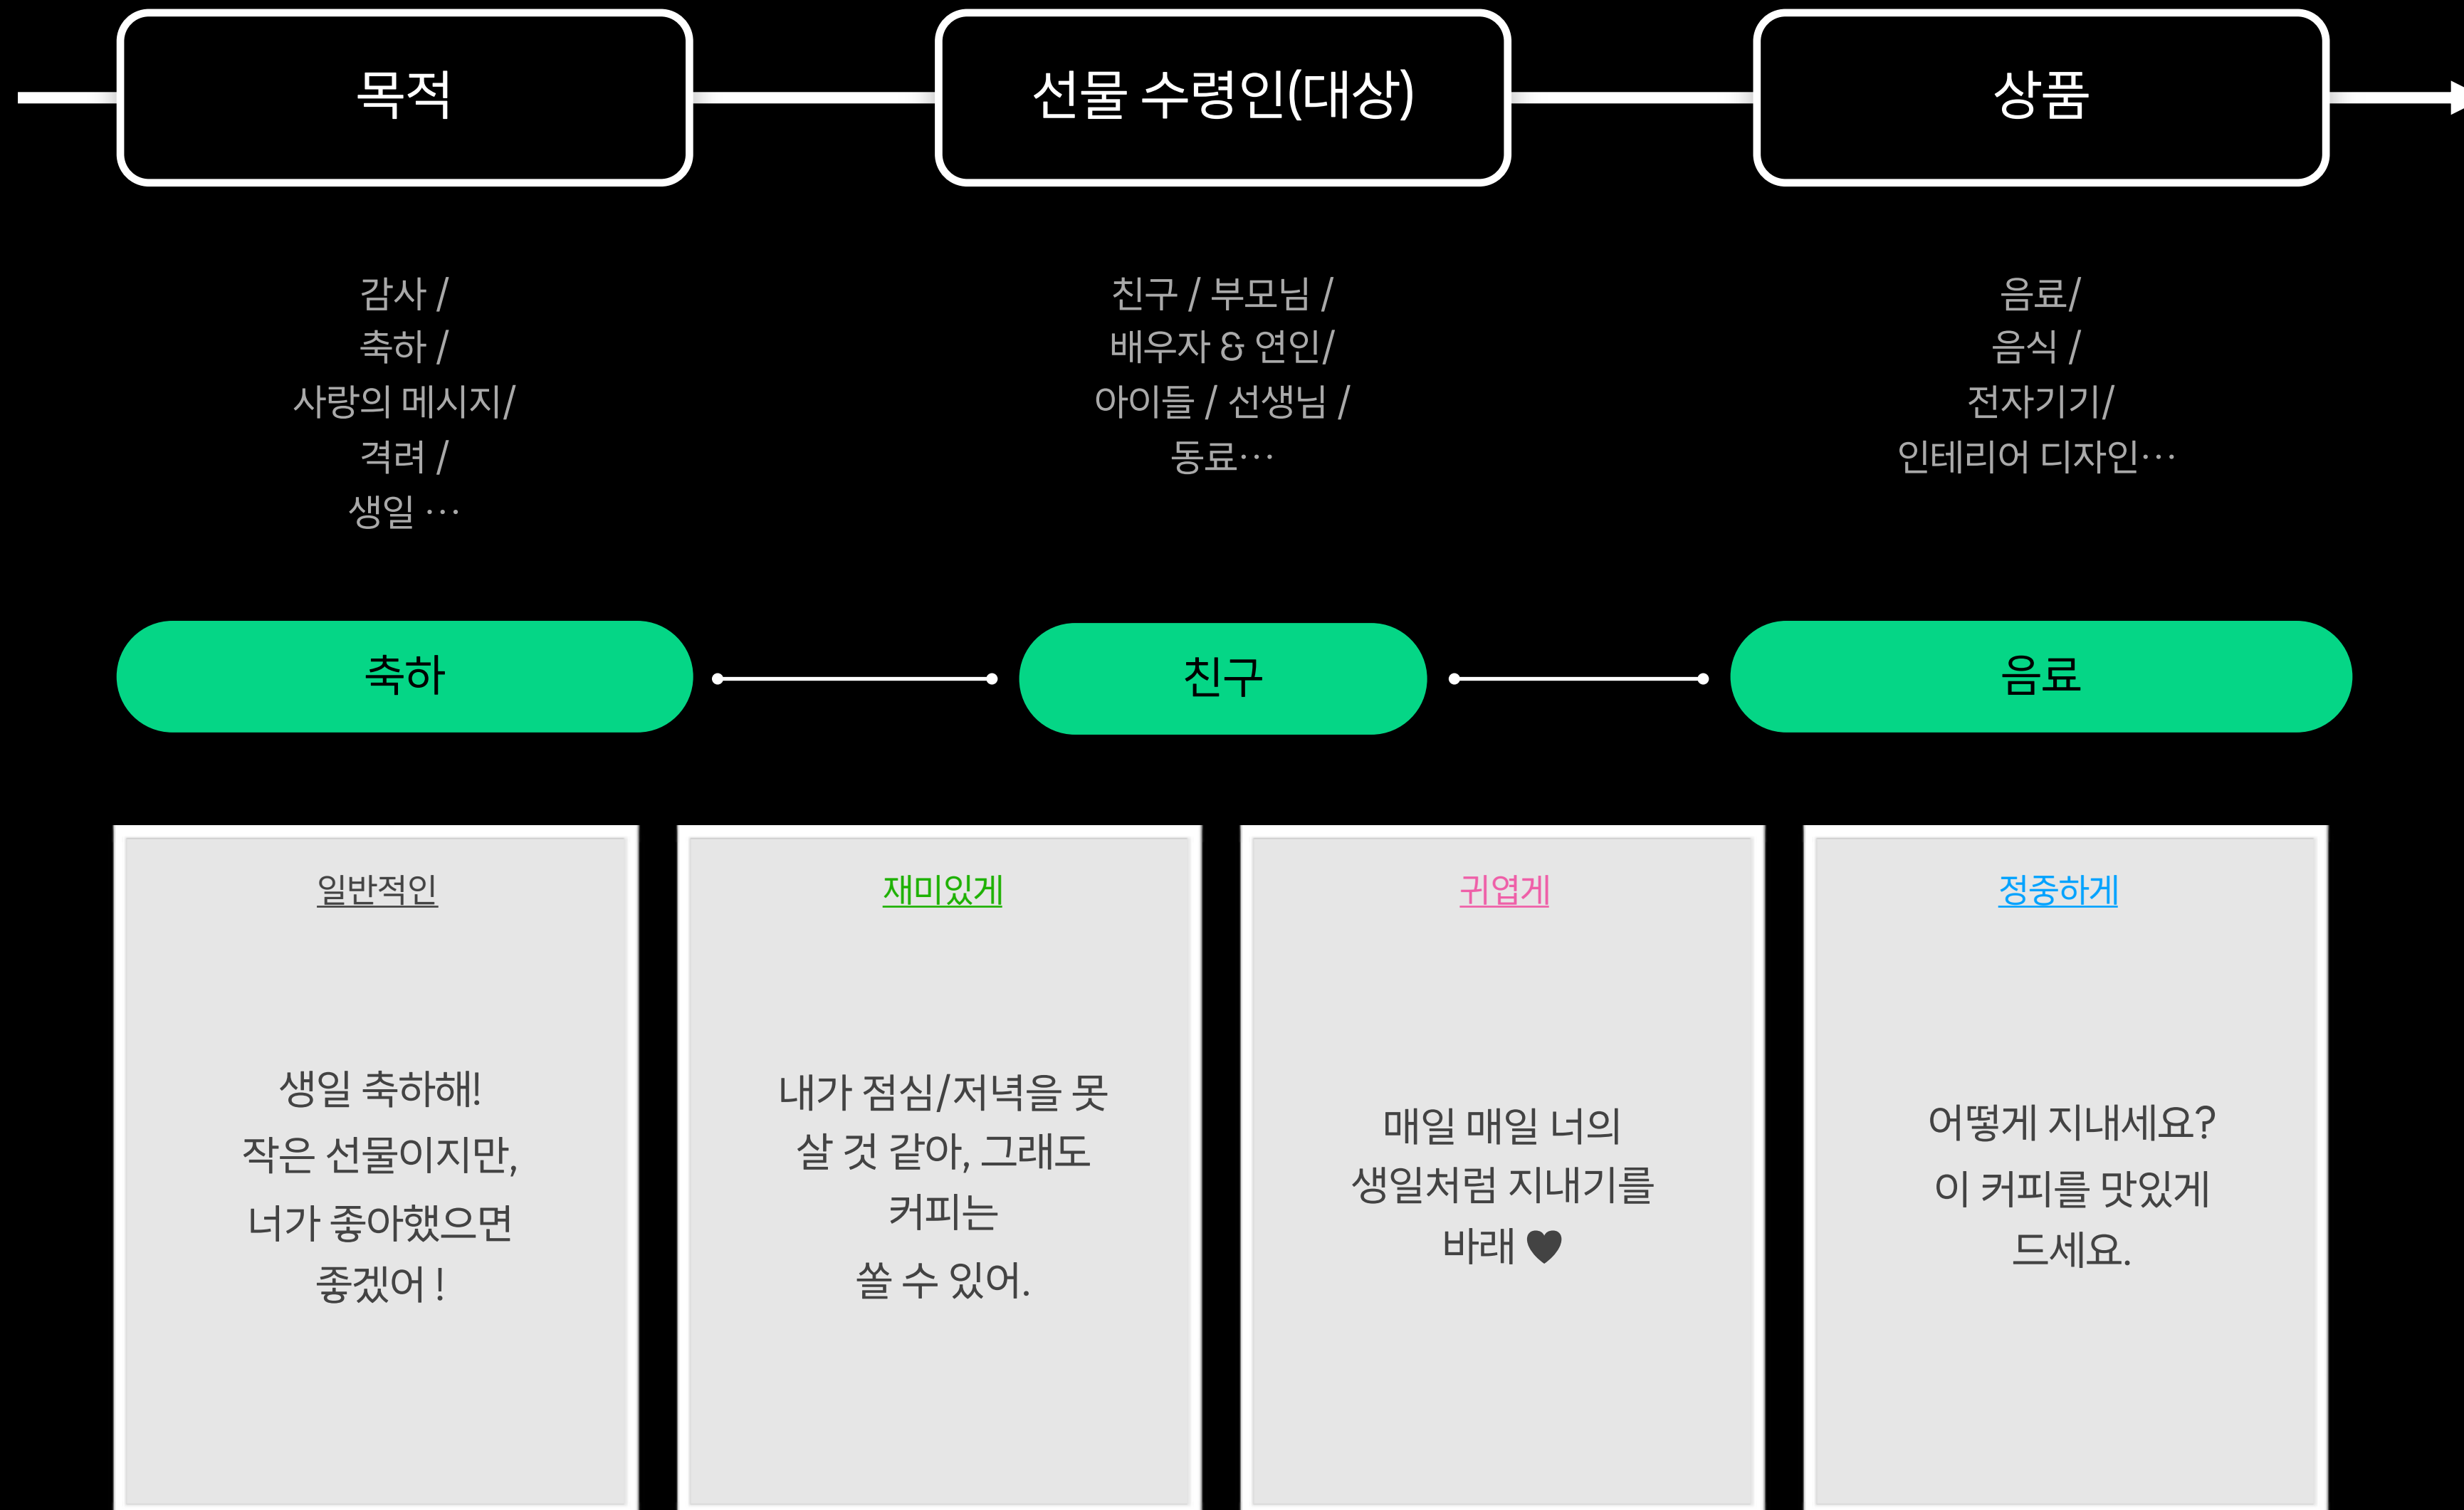 목적
선물 수령인(대상)
상품
감사 /
축하 /
사랑의 메시지/
격려 /
생일 ···
친구 / 부모님 /
배우자 & 연인/
아이들 / 선생님 /
동료···
음료/
음식 /
전자기기/
인테리어 디자인···
축하
친구
음료
일반적인
생일 축하해!
작은 선물이지만,
너가 좋아했으면
좋겠어 !
재미있게
내가 점심/저녁을 못
살 것 같아, 그래도
커피는
쏠 수 있어.
귀엽게
매일 매일 너의
생일처럼 지내기를
바래 ♥
정중하게
어떻게 지내세요?
이 커피를 맛있게
드세요.